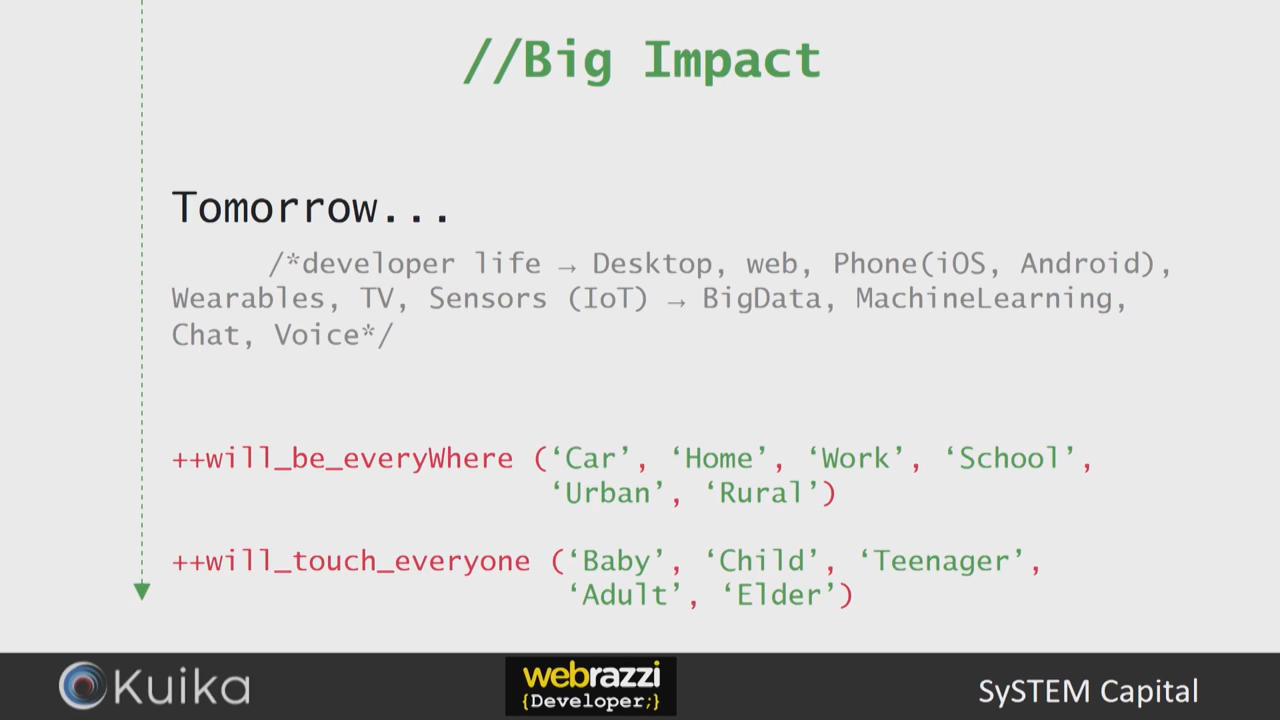 //Big Impact
Tomorrow...
/*developer life → Desktop, web, Phone(iOS, Android),
Wearables, TV, Sensors (IoT) → BigData, MachineLearning,
Chat, Voice*/
++will_be_everyWhere (‘Car’, ‘Home’, ‘Work’, ‘School’,
‘Urban’, ‘Rural’)
++will_touch_everyone (‘Baby’, ‘Child’, ‘Teenager’,
‘Adult’, ‘Elder’)
Kuika
webrazzi
{Developer;}
SySTEM Capital